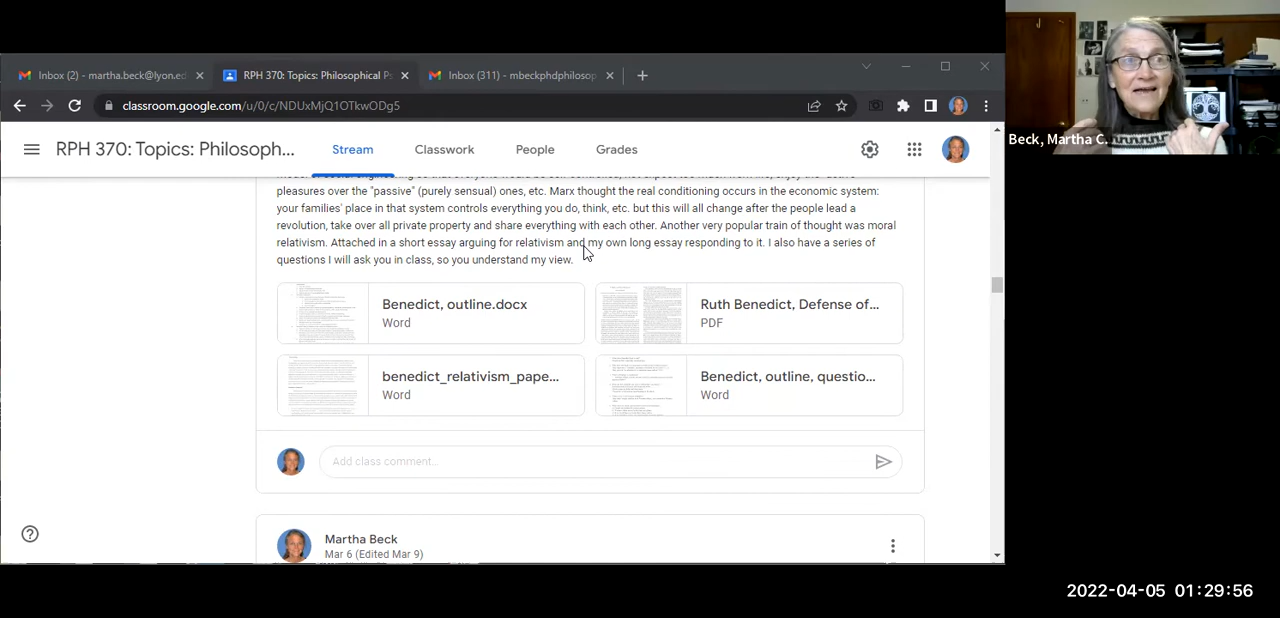 Inbox (2) - martha.beck@lyon.ed
RPH 370: Topics: Philosophical P
Inbox (311) - mbeckphdphilosop
classroom.google.com/u/0/c/NDUxMjQ1OTkwODg5
RPH 370: Topics: Philosoph...
Stream
Classwork
People
Grades
Beck, Martha C.
pleasures over the "passive" (purely sensual) ones, etc. Marx thought the real conditioning occurs in the economic system:
your families' place in that system controls everything you do, think, etc. but this will all change after the people lead a
revolution, take over all private property and share everything with each other. Another very popular train of thought was moral
relativism. Attached in a short essay arguing for relativism and my own long essay responding to it. I also have a series of
questions I will ask you in class, so you understand my view.
Benedict, outline.docx
Word
Ruth Benedict, Defense of...
PDF
benedict_relativism_pape...
Word
Benedict, outline, questio...
Word
Add class comment...
Martha Beck
Mar 6 (Edited Mar 9)
2022-04-05 01:29:56